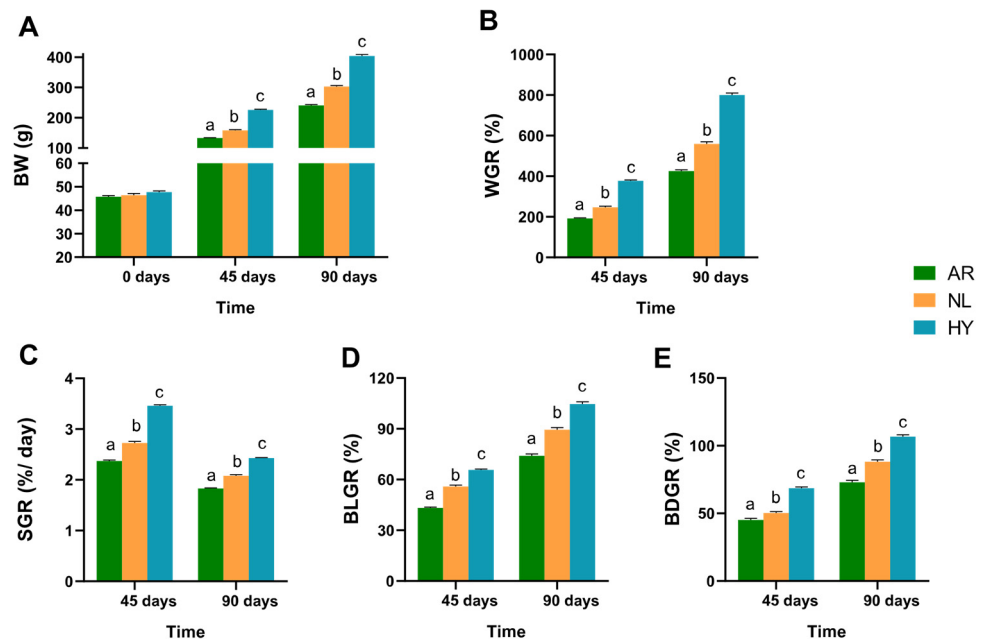 A
BW (g)
400
300
200
100
60
50
40
30
20
a b c
a b c
0 days 45 days 90 days
Time
B
WGR (%)
1000
800
600
400
200
0
a b c
a b c
45 days 90 days
Time
AR
NL
HY
C
SGR (%/ day)
4
3
2
1
0
a b c
a b c
45 days 90 days
Time
D
BLGR (%)
120
90
60
30
0
a b c
a b c
45 days 90 days
Time
E
BDGR (%)
150
100
50
0
a b c
a b c
45 days 90 days
Time